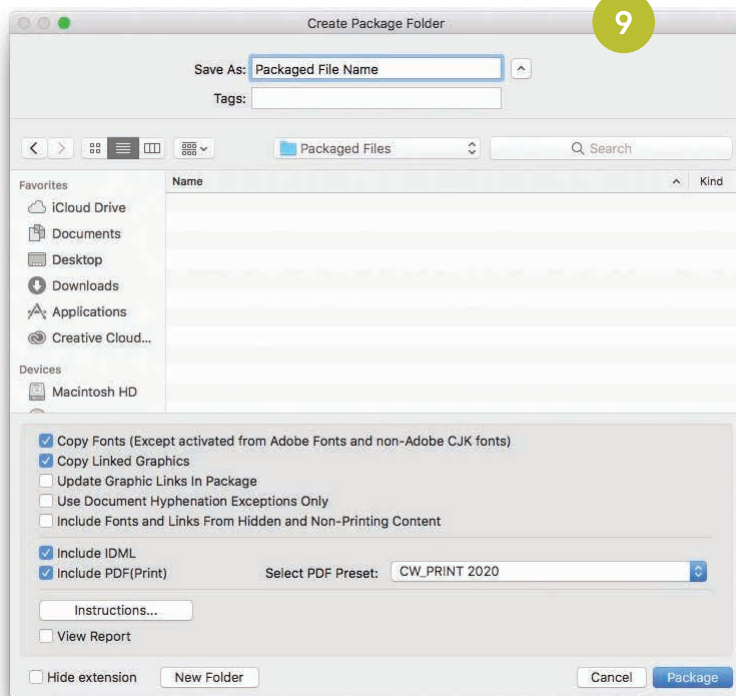 Create Package Folder
9
Save As: Packaged File Name
Tags:
Packaged Files
Search
Favorites
iCloud Drive
Documents
Desktop
Downloads
Applications
Creative Cloud...
Devices
Macintosh HD
Name Kind
Copy Fonts (Except activated from Adobe Fonts and non-Adobe CJK fonts)
Copy Linked Graphics
Update Graphic Links In Package
Use Document Hyphenation Exceptions Only
Include Fonts and Links From Hidden and Non-Printing Content
Include IDML
Include PDF(Print) Select PDF Preset: CW_PRINT 2020
Instructions...
View Report
Hide extension New Folder Cancel Package